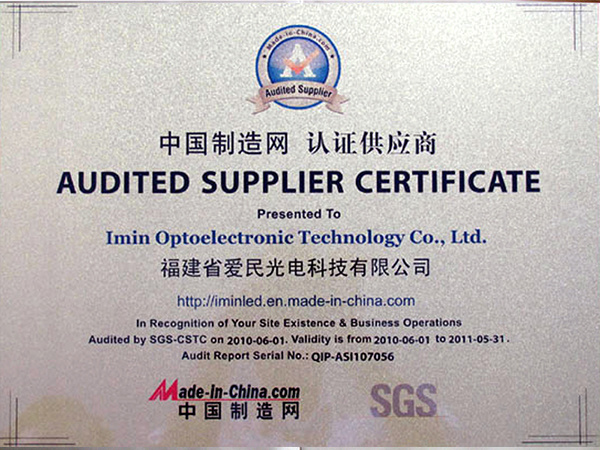 Made-in-China.com
Audited Supplier
中国制造网 认证供应商
AUDITED SUPPLIER CERTIFICATE
Presented To
Imin Optoelectronic Technology Co., Ltd.
福建省爱民光电科技有限公司
http://iminled.en.made-in-china.com
In Recognition of Your Site Existence & Business Operations
Audited by SGS-CSTC on 2010-06-01. Validity is from 2010-06-01 to 2011-05-31.
Audit Report Serial No.: QIP-ASI107056
Made-In-China.com
中国制造网
SGS